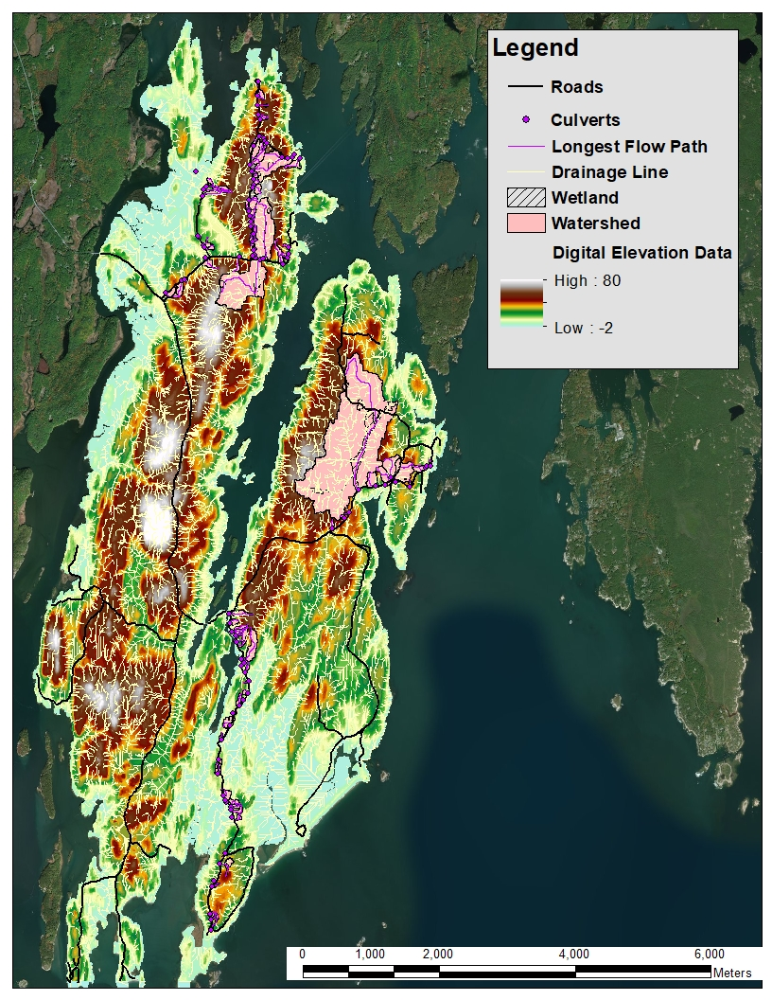 Legend
Roads
Culverts
Longest Flow Path
Drainage Line
Wetland
Watershed
Digital Elevation Data
High : 80
Low : -2
0 1,000 2,000 4,000 6,000
Meters